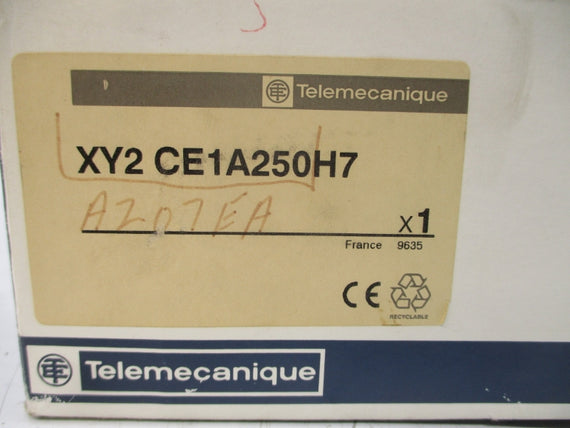 Telemecanique
XY2 CE1A250H7
A207EA
x1
France 9635
CE
RECYCLABLE
Telemecanique